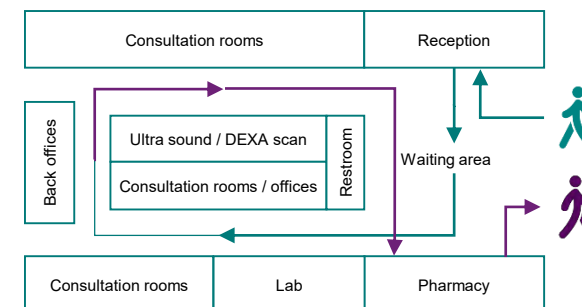 Consultation rooms
Reception
Back offices
Ultra sound / DEXA scan
Restroom
Waiting area
Consultation rooms / offices
Consultation rooms
Lab
Pharmacy